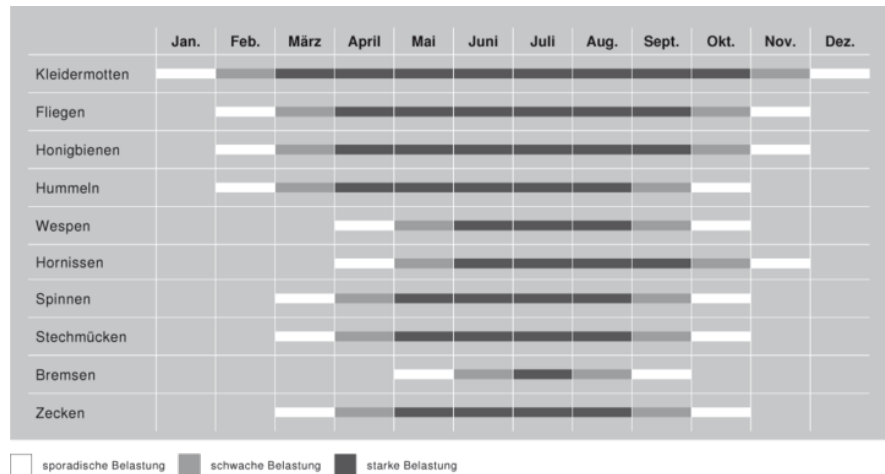 Jan. Feb. März April Mai Juni Juli Aug. Sept. Okt. Nov. Dez.
Kleidermotten
Fliegen
Honigbienen
Hummeln
Wespen
Hornissen
Spinnen
Stechmücken
Bremsen
Zecken
sporadische Belastung schwache Belastung starke Belastung